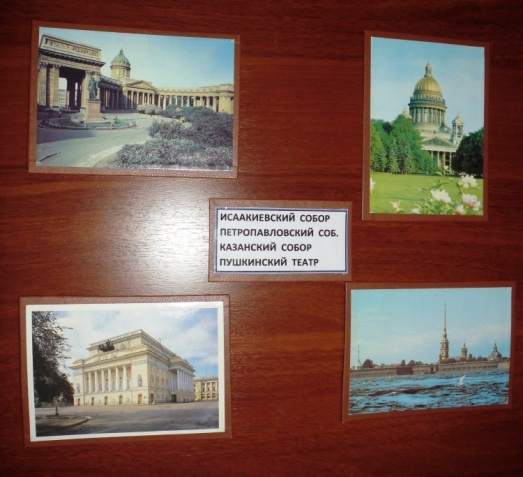 ИСААКИЕВСКИЙ СОБОР
ПЕТРОПАВЛОВСКИЙ СОБ.
КАЗАНСКИЙ СОБОР
ПУШКИНСКИЙ ТЕАТР